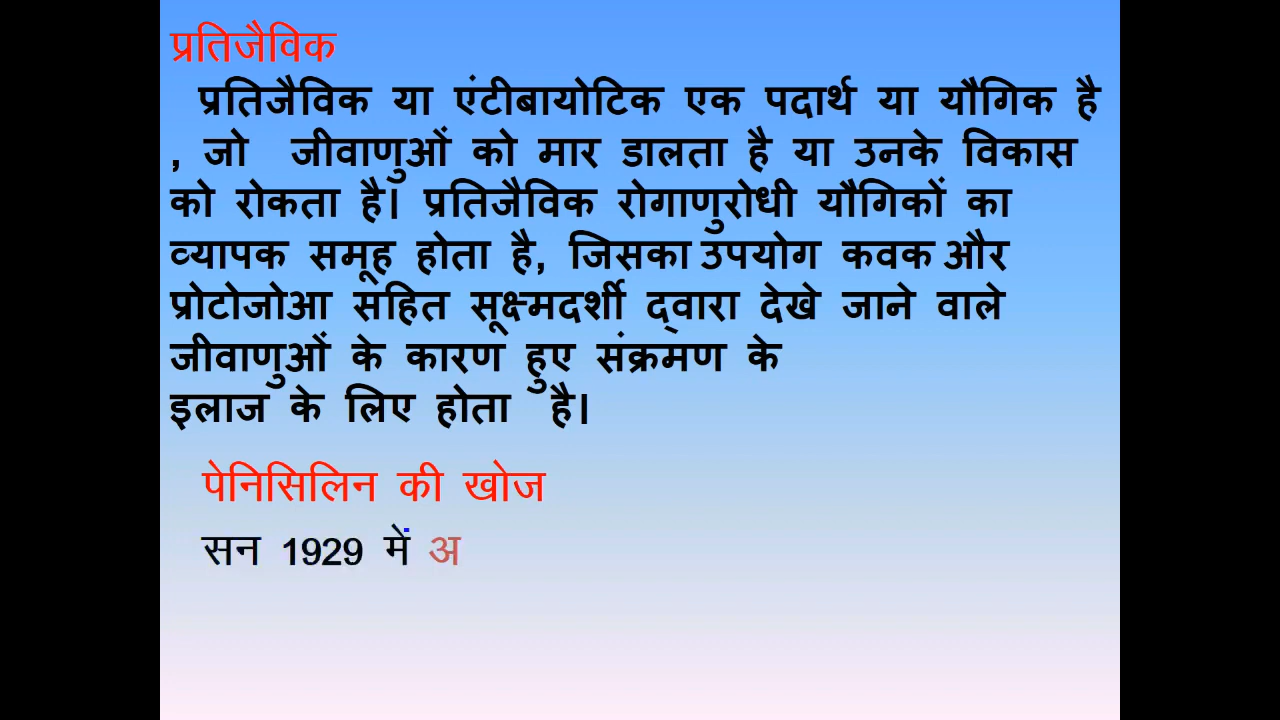 प्रतिजैविक
प्रतिजैविक या एंटीबायोटिक एक पदार्थ या यौगिक है
, जो जीवाणुओं को मार डालता है या उनके विकास
को रोकता है। प्रतिजैविक रोगाणुरोधी यौगिकों का
व्यापक समूह होता है, जिसका उपयोग कवक और
प्रोटोजोआ सहित सूक्ष्मदर्शी द्वारा देखे जाने वाले
जीवाणुओं के कारण हुए संक्रमण के
इलाज के लिए होता है।
पेनिसिलिन की खोज
सन 1929 में अ